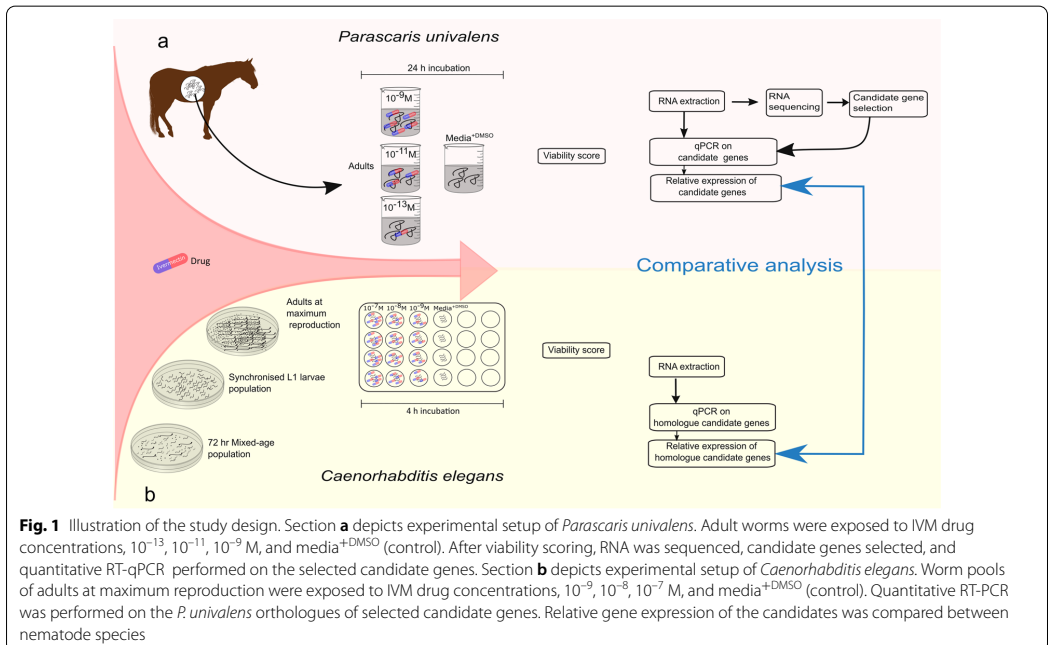 a
Parascaris univalens
24 h incubation
10-9M
10-11M
10-13M
Adults
Media+DMSO
Viability score
RNA extraction
RNA
sequencing
Candidate gene
selection
qPCR on
candidate genes
Relative expression of
candidate genes
Ivermectin
Drug
Comparative analysis
Adults at
maximum
reproduction
Synchronised L1 larvae
population
72 hr Mixed-age
population
10-7M 10-8M 10-9M Media+DMSO
4 h incubation
Viability score
RNA extraction
qPCR on
homologue candidate genes
Relative expression of
homologue candidate genes
Caenorhabditis elegans
b
Fig. 1 Illustration of the study design. Section a depicts experimental setup of Parascaris univalens. Adult worms were exposed to IVM drug
concentrations, 10–13, 10–11, 10–9 M, and media+DMSO (control). After viability scoring, RNA was sequenced, candidate genes selected, and
quantitative RT-qPCR performed on the selected candidate genes. Section b depicts experimental setup of Caenorhabditis elegans. Worm pools
of adults at maximum reproduction were exposed to IVM drug concentrations, 10–9, 10–8, 10–7 M, and media+DMSO (control). Quantitative RT-PCR
was performed on the P. univalens orthologues of selected candidate genes. Relative gene expression of the candidates was compared between
nematode species